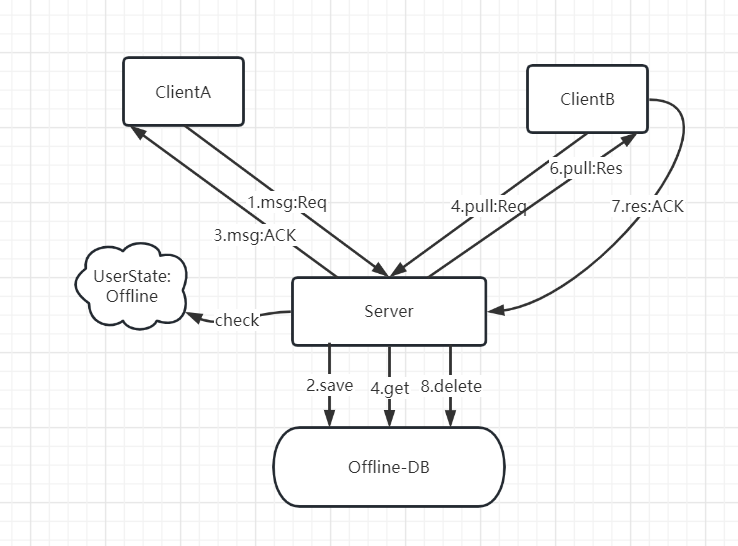 ClientA
ClientB
6.pull:Res
1.msg:Req
4.pull:Req
7.res:ACK
3.msg:ACK
UserState:
Offline
Server
check
2.save
4.get
8.delete
Offline-DB